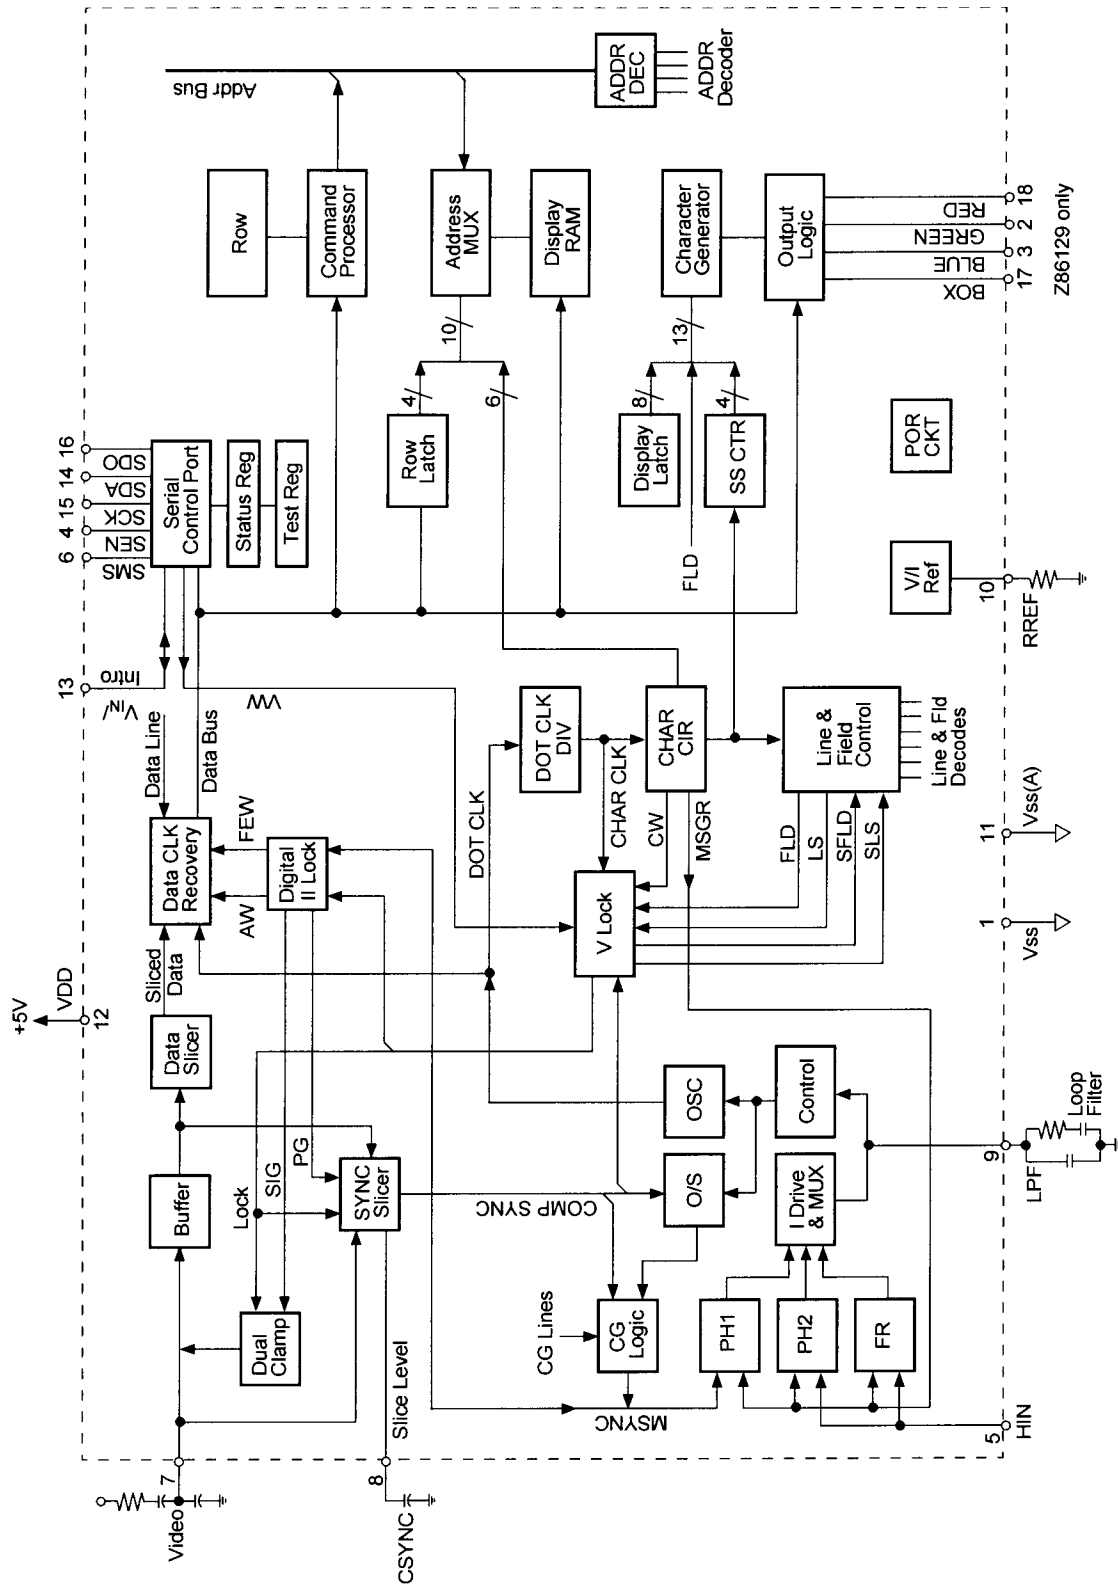 +5V
VDD
12
13
VIN/
Intro
6 4 15 14 16
SMS
SEN
SCK
SDA
SDO
Video
7
Buffer
Data
Slicer
Sliced
Data
Data CLK
Recovery
Data Line
Data Bus
VW
Serial
Control Port
Status Reg
Test Reg
Row
Command
Processor
Addr Bus
ADDR
DEC
ADDR
Decoder
Dual
Clamp
Lock
SIG
PG
AW
FEW
Digital
II Lock
SYNC
Slicer
CSYNC
8
Slice Level
COMP SYNC
DOT CLK
DOT CLK
DIV
CHAR CLK
Row
Latch
4
6
10
Address
MUX
Display
RAM
CG Lines
CG
Logic
MSYNC
O/S
OSC
V Lock
CW
MSGR
CHAR
CIR
FLD
Display
Latch
8
SS CTR
4
13
Character
Generator
Output
Logic
PH1
PH2
FR
I Drive
& MUX
Control
FLD
LS
SFLD
SLS
Line &
Field
Control
Line & Fld
Decodes
V/I
Ref
POR
CKT
BOX
BLUE
GREEN
RED
17 3 2 18
Z86129 only
5
HIN
9
LPF
Loop
Filter
1
Vss
11
Vss(A)
10
RREF